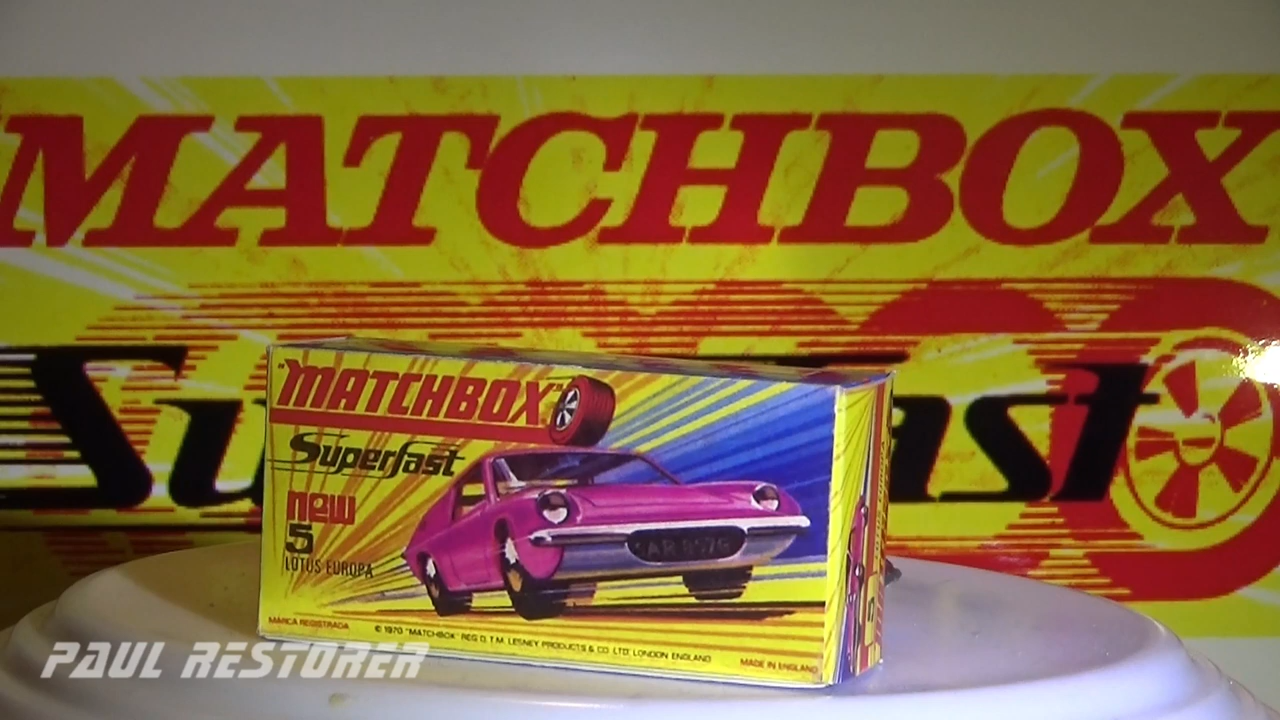 MATCHBOX
Superfast
"MATCHBOX"
Superfast
new
5
LOTUS EUROPA
MARCA REGISTRADA
© 1970 "MATCHBOX" REG'D. T.M. LESNEY PRODUCTS & CO. LTD. LONDON ENGLAND
MADE IN ENGLAND
PAUL RESTORER